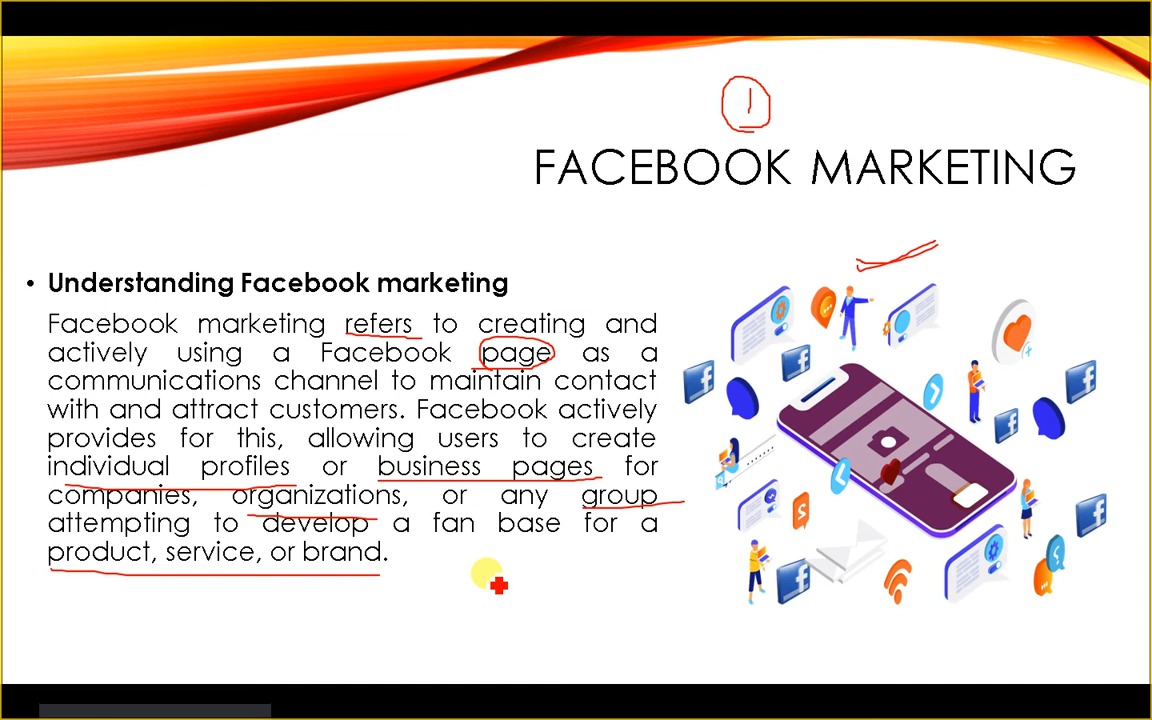 1
FACEBOOK MARKETING
• Understanding Facebook marketing
Facebook marketing refers to creating and
actively using a Facebook page as a
communications channel to maintain contact
with and attract customers. Facebook actively
provides for this, allowing users to create
individual profiles or business pages for
companies, organizations, or any group
attempting to develop a fan base for a
product, service, or brand.